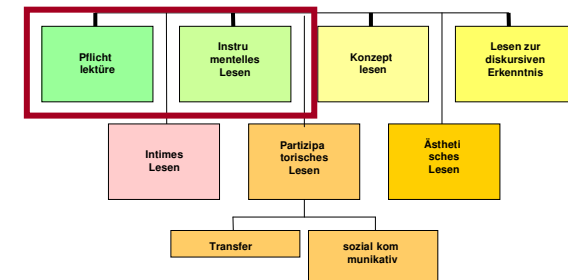 Pflicht
lektüre
Instru
mentelles
Lesen
Konzept
lesen
Lesen zur
diskursiven
Erkenntnis
Intimes
Lesen
Partizipa
torisches
Lesen
Ästheti
sches
Lesen
Transfer
sozial kom
munikativ